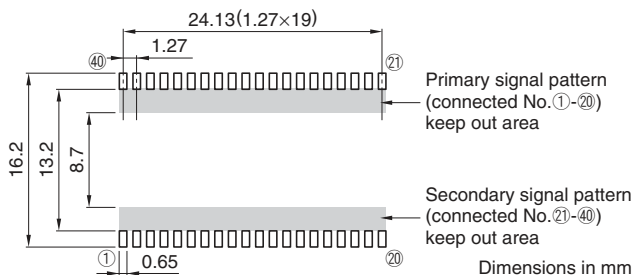 24.13(1.27×19)
㊵ 1.27 ㉑
Primary signal pattern
(connected No.①-⑳)
keep out area
16.2
13.2
8.7
Secondary signal pattern
(connected No.㉑-㊵)
keep out area
① 0.65 ⑳
Dimensions in mm